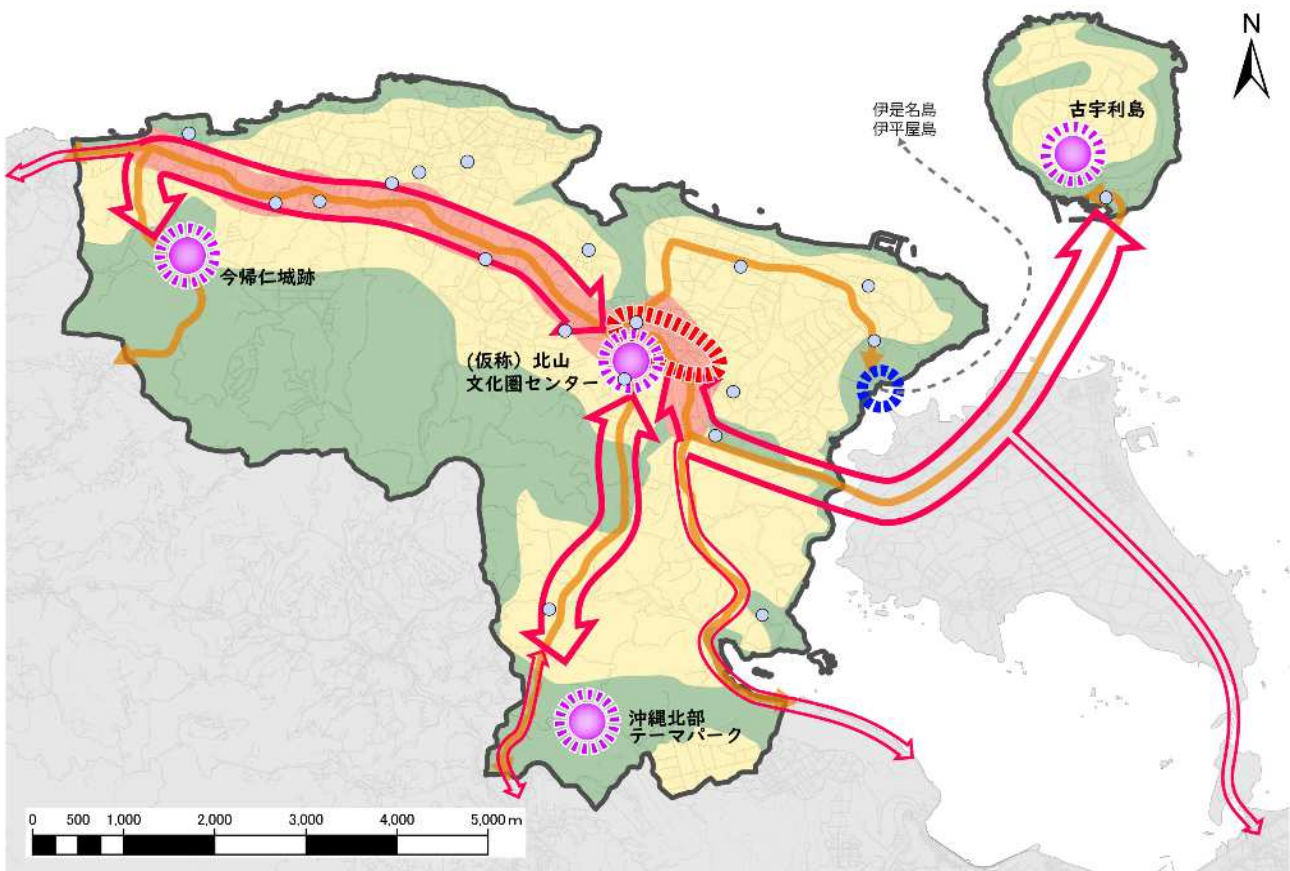 N
伊是名島
伊平屋島
古宇利島
今帰仁城跡
(仮称)北山
文化圏センター
沖縄北部
テーマパーク
0 500 1,000 2,000 3,000 4,000 5,000 m